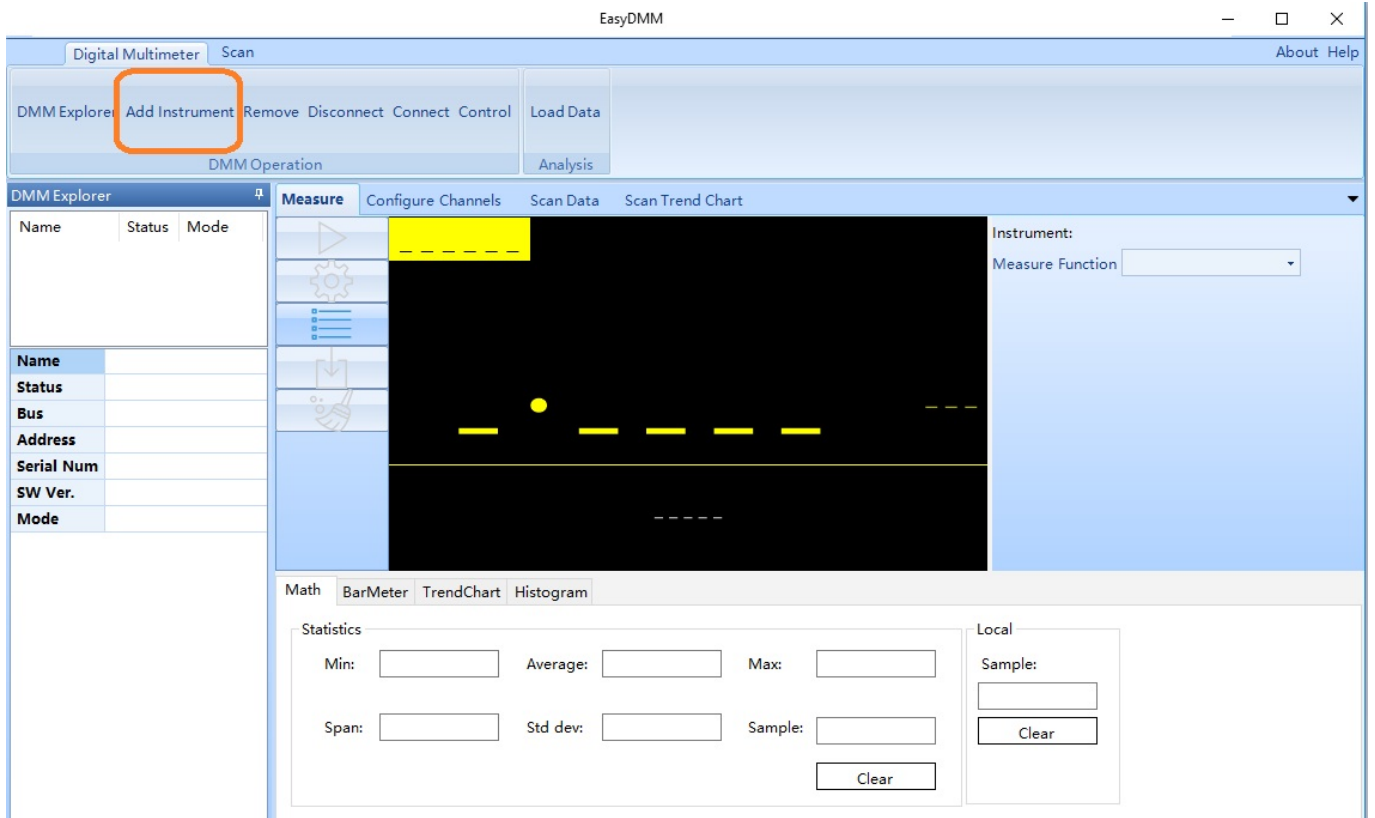 EasyDMM
Digital Multimeter Scan About Help
DMM Explorer Add Instrument Remove Disconnect Connect Control Load Data
DMM Operation Analysis
DMM Explorer
Measure Configure Channels Scan Data Scan Trend Chart
Name Status Mode
Instrument:
Measure Function
Name
Status
Bus
Address
Serial Num
SW Ver.
Mode
Math BarMeter TrendChart Histogram
Statistics Local
Min: Average: Max: Sample:
Span: Std dev: Sample: Clear
Clear